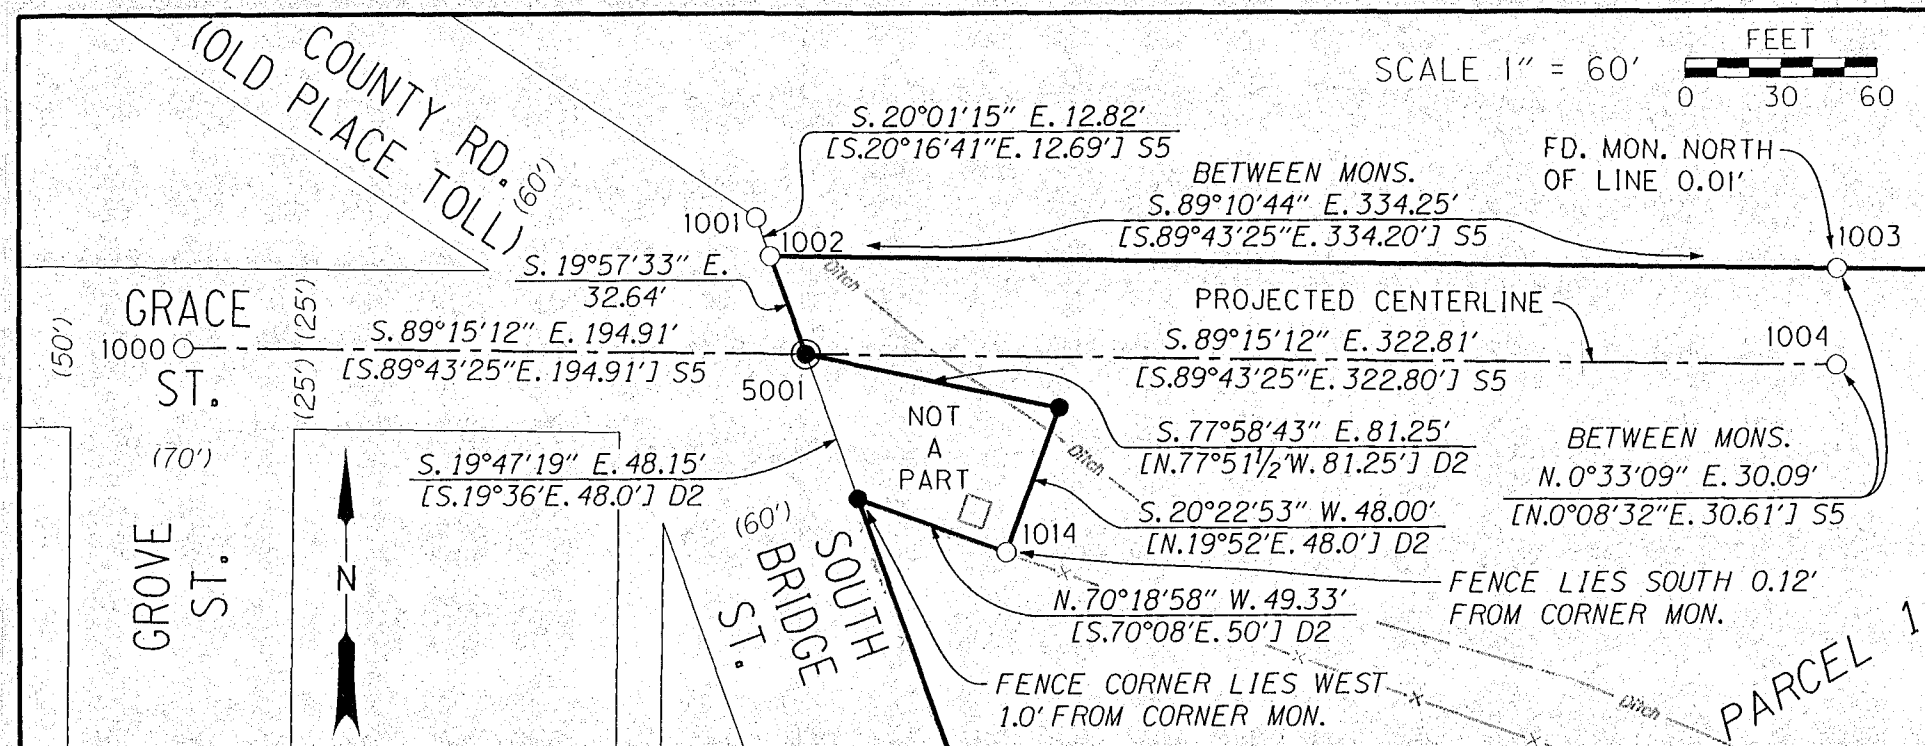 COUNTY RD.
(OLD PLACE TOLL)
(60')
SCALE 1" = 60'
FEET
0 30 60
S. 20°01'15" E. 12.82'
[S.20°16'41"E. 12.69'] S5
BETWEEN MONS.
S. 89°10'44" E. 334.25'
[S.89°43'25"E. 334.20'] S5
FD. MON. NORTH
OF LINE 0.01'
1001
1002
1003
S. 19°57'33" E.
32.64'
Ditch
GRACE
ST.
(50')
(25')
(25')
1000
S. 89°15'12" E. 194.91'
[S.89°43'25"E. 194.91'] S5
PROJECTED CENTERLINE
S. 89°15'12" E. 322.81'
[S.89°43'25"E. 322.80'] S5
1004
5001
NOT
A
PART
S. 77°58'43" E. 81.25'
[N.77°51½'W. 81.25'] D2
BETWEEN MONS.
N. 0°33'09" E. 30.09'
[N.0°08'32"E. 30.61'] S5
(70')
S. 19°47'19" E. 48.15'
[S.19°36'E. 48.0'] D2
Ditch
S. 20°22'53" W. 48.00'
[N.19°52'E. 48.0'] D2
1014
GROVE
ST.
N
(60')
SOUTH
BRIDGE
ST.
N. 70°18'58" W. 49.33'
[S.70°08'E. 50'] D2
FENCE LIES SOUTH 0.12'
FROM CORNER MON.
FENCE CORNER LIES WEST
1.0' FROM CORNER MON.
Ditch
PARCEL 1